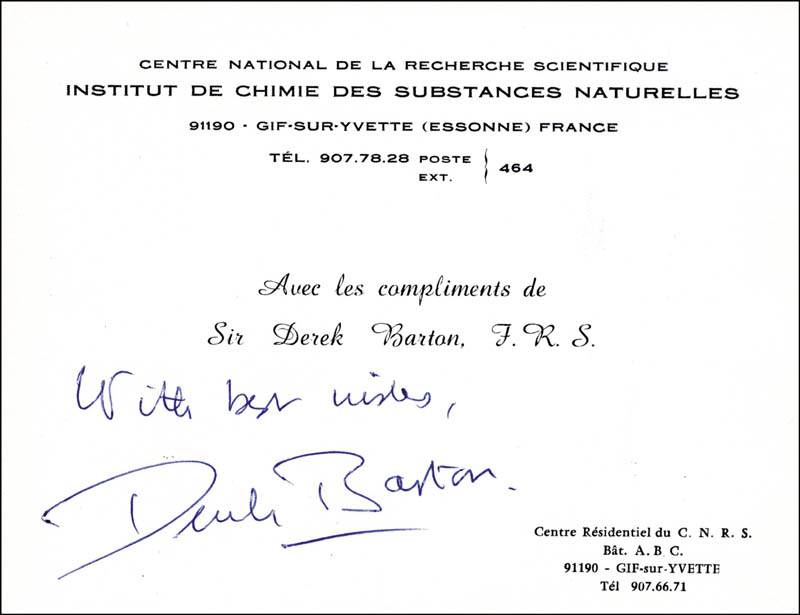 CENTRE NATIONAL DE LA RECHERCHE SCIENTIFIQUE
INSTITUT DE CHIMIE DES SUBSTANCES NATURELLES
91190 - GIF-SUR-YVETTE (ESSONNE) FRANCE
TÉL. 907.78.28 POSTE
EXT.
464
Avec les compliments de
Sir Derek Barton, F. R. S.
With best wishes,
Derek Barton.
Centre Résidentiel du C. N. R. S.
Bât. A. B C.
91190 - GIF-sur-YVETTE
Tél 907.66.71